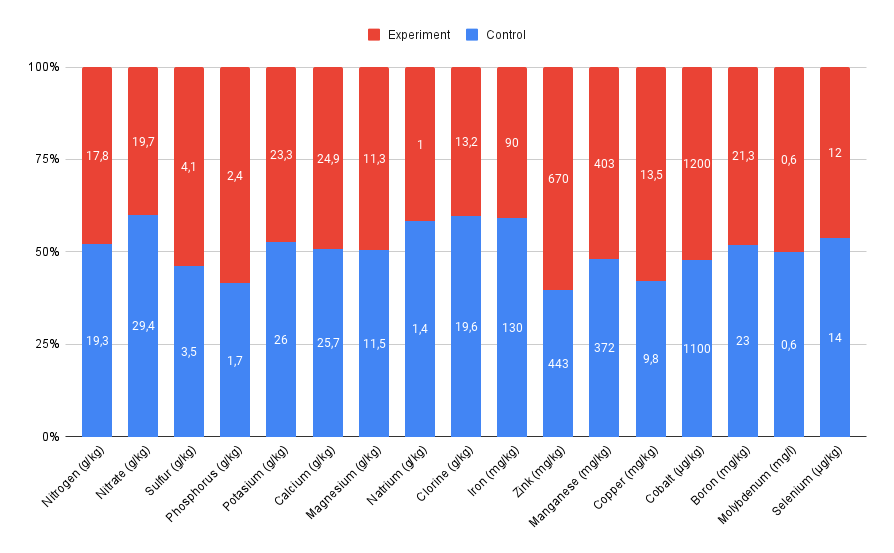 Experiment Control
100%
75%
50%
25%
0%
17,8 19,7 4,1 2,4 23,3 24,9 11,3 1 13,2 90 670 403 13,5 1200 21,3 0,6 12
19,3 29,4 3,5 1,7 26 25,7 11,5 1,4 19,6 130 443 372 9,8 1100 23 0,6 14
Nitrogen (g/kg)
Nitrate (g/kg)
Sulfur (g/kg)
Phosphorus (g/kg)
Potasium (g/kg)
Calcium (g/kg)
Magnesium (g/kg)
Natrium (g/kg)
Clorine (g/kg)
Iron (mg/kg)
Zink (mg/kg)
Manganese (mg/kg)
Copper (mg/kg)
Cobalt (µg/kg)
Boron (mg/kg)
Molybdenum (mg/l)
Selenium (µg/kg)